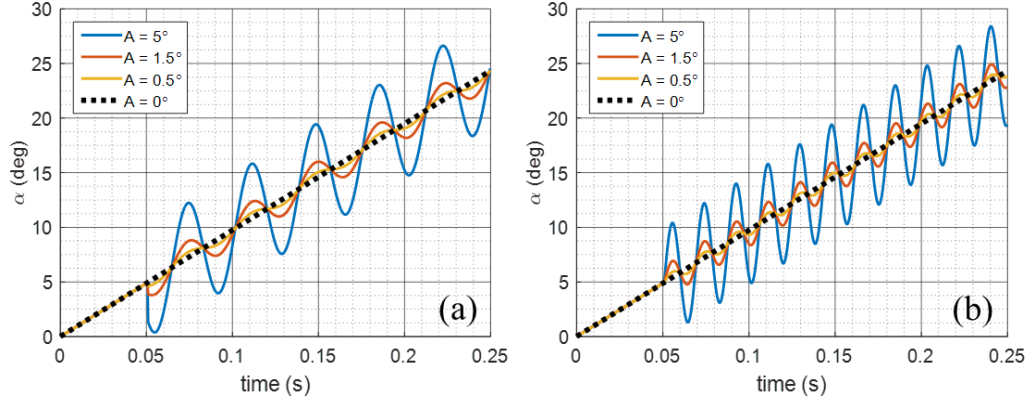 A = 5°
A = 1.5°
A = 0.5°
A = 0°
30
25
20
15
10
5
0
α (deg)
0 0.05 0.1 0.15 0.2 0.25
time (s)
(a)
A = 5°
A = 1.5°
A = 0.5°
A = 0°
30
25
20
15
10
5
0
α (deg)
0 0.05 0.1 0.15 0.2 0.25
time (s)
(b)